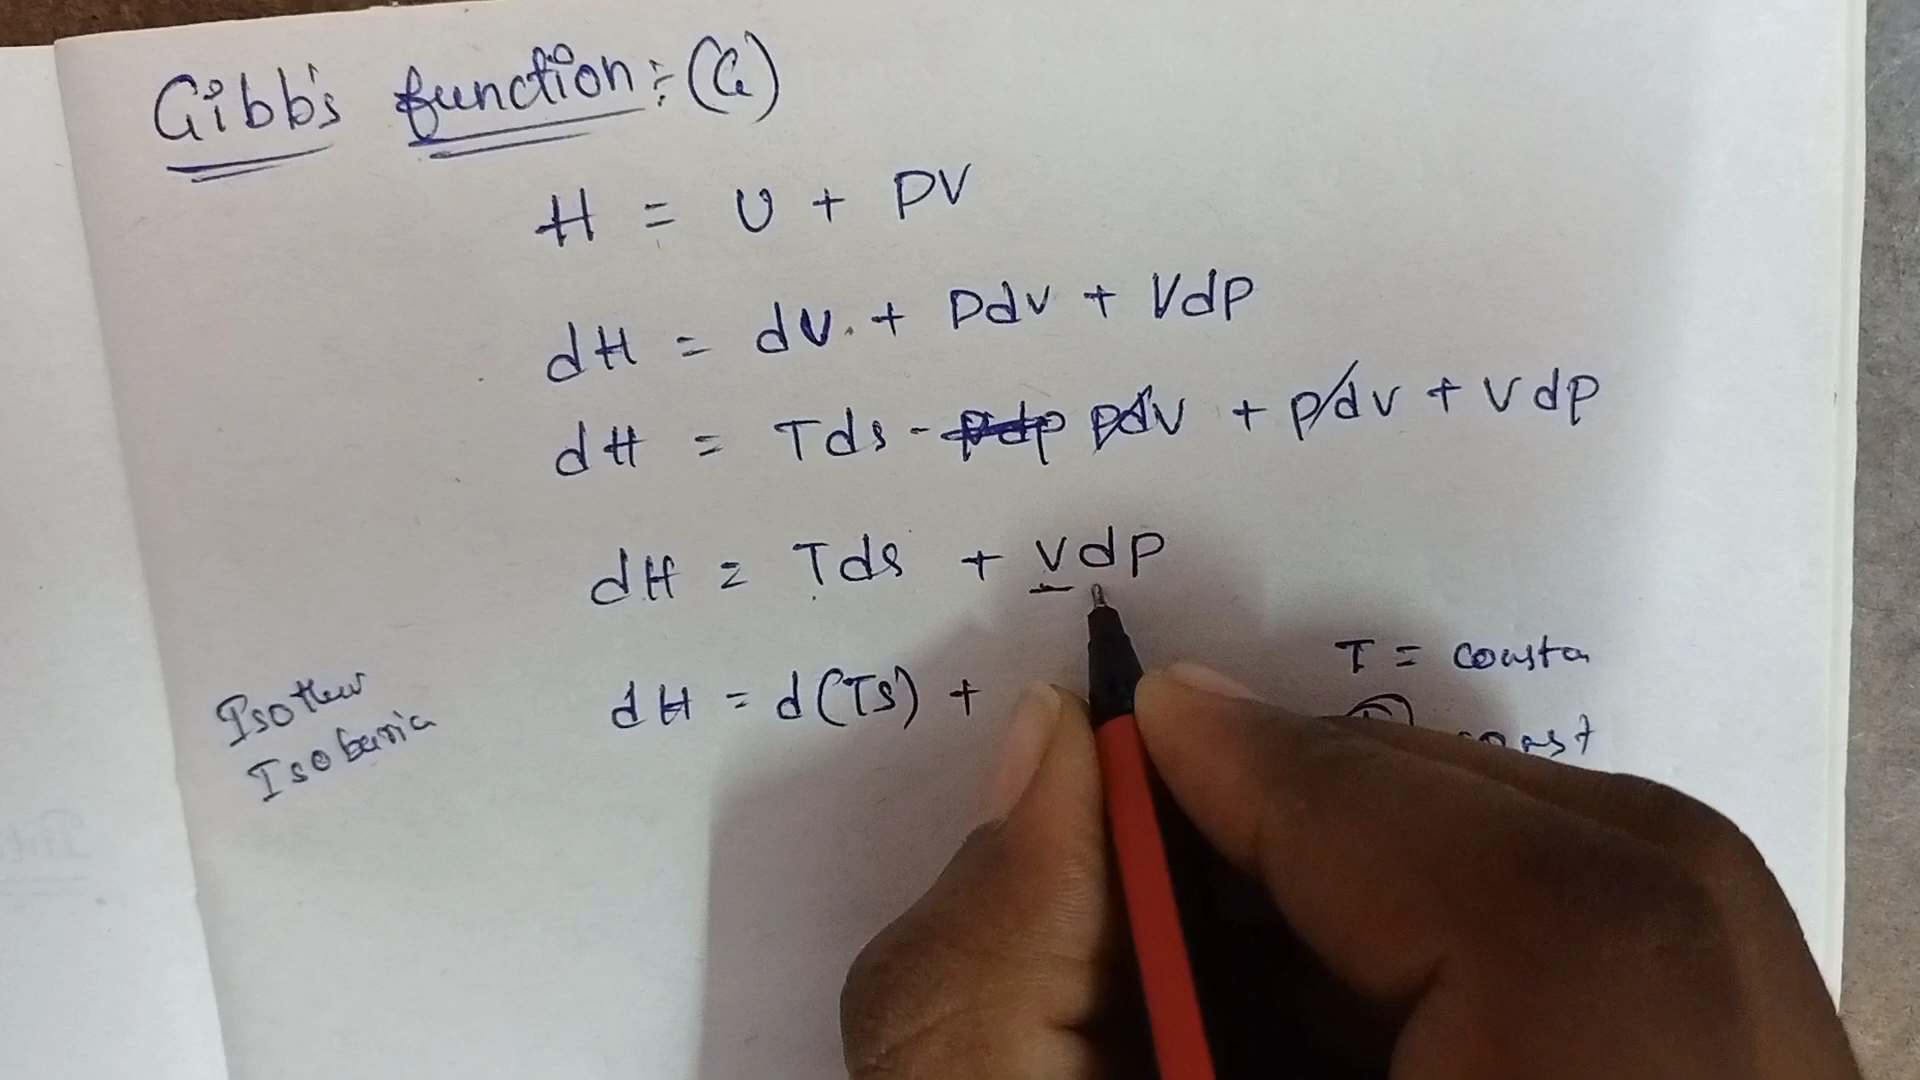 Gibb's function :- (G)
H = U + PV
dH = dU. + Pdv + Vdp
dH = Tds - pdv + pdv + vdp
dH = Tds + vdp
T = consta
Isother
dH = d(Ts) +
const
Isobaric